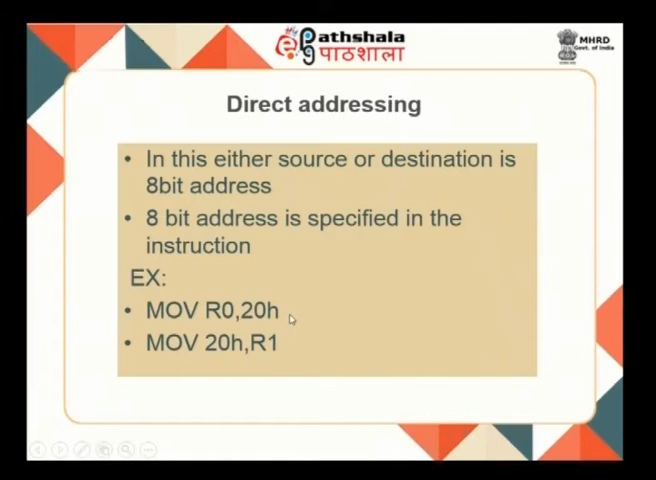 epgpathshala
पाठशाला
MHRD
Govt. of India
Direct addressing
• In this either source or destination is
8bit address
• 8 bit address is specified in the
instruction
EX:
• MOV R0,20h
• MOV 20h,R1